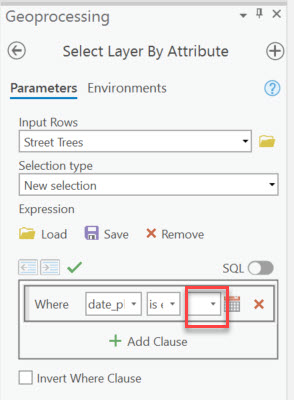 Geoprocessing
Select Layer By Attribute
Parameters Environments
Input Rows
Street Trees
Selection type
New selection
Expression
Load Save Remove
SQL
Where date_pl is e
Add Clause
Invert Where Clause